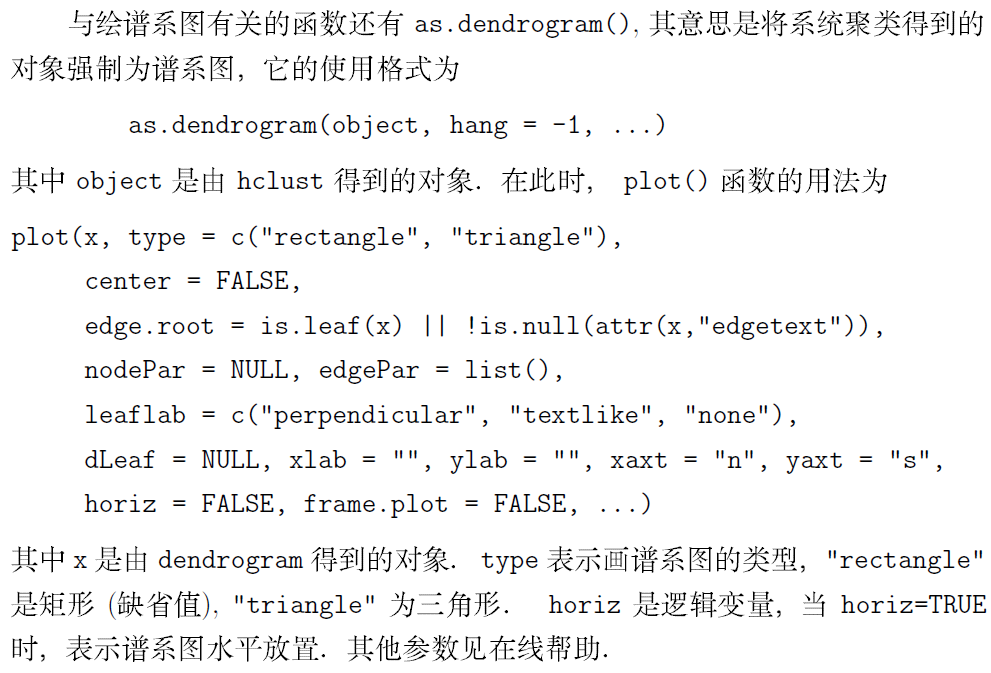 与绘谱系图有关的函数还有 as.dendrogram(), 其意思是将系统聚类得到的
对象强制为谱系图, 它的使用格式为
as.dendrogram(object, hang = -1, ...)
其中 object 是由 hclust 得到的对象. 在此时, plot() 函数的用法为
plot(x, type = c("rectangle", "triangle"),
center = FALSE,
edge.root = is.leaf(x) || !is.null(attr(x,"edgetext")),
nodePar = NULL, edgePar = list(),
leaflab = c("perpendicular", "textlike", "none"),
dLeaf = NULL, xlab = "", ylab = "", xaxt = "n", yaxt = "s",
horiz = FALSE, frame.plot = FALSE, ...)
其中 x 是由 dendrogram 得到的对象. type 表示画谱系图的类型, "rectangle"
是矩形 (缺省值), "triangle" 为三角形. horiz 是逻辑变量, 当 horiz=TRUE
时, 表示谱系图水平放置. 其他参数见在线帮助.